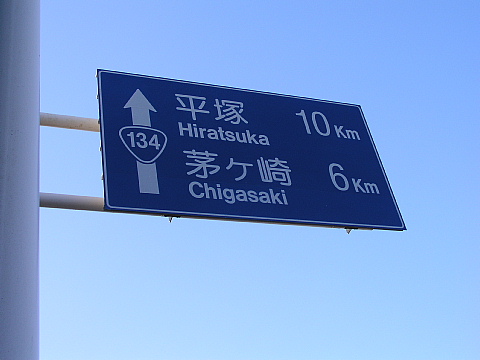 134
平塚 10 Km
Hiratsuka
茅ケ崎 6 Km
Chigasaki